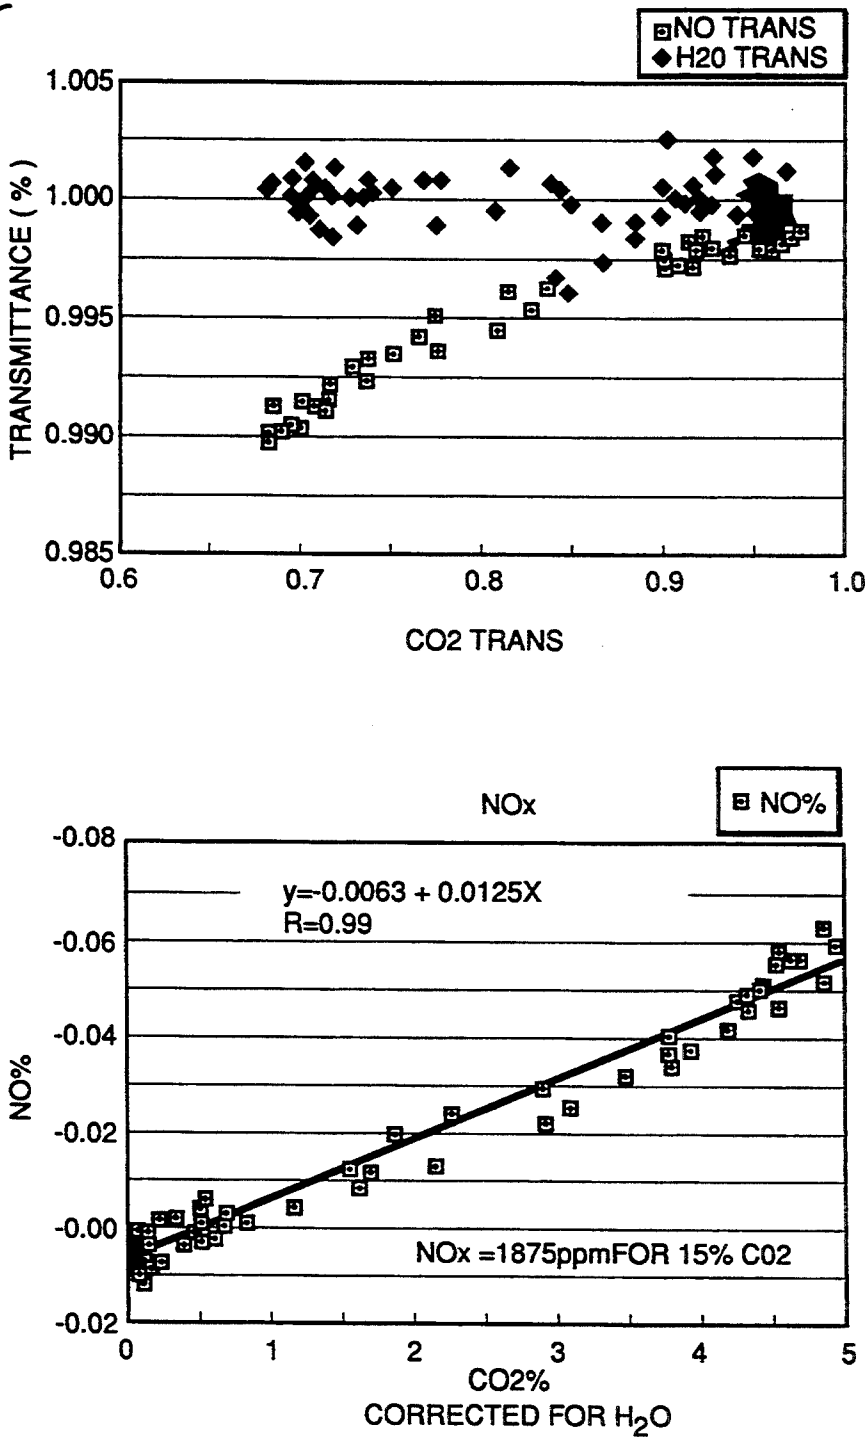 NO TRANS
H20 TRANS
1.005
1.000
0.995
0.990
0.985
TRANSMITTANCE ( % )
0.6 0.7 0.8 0.9 1.0
CO2 TRANS
NOx
NO%
-0.08
-0.06
-0.04
-0.02
-0.00
-0.02
NO%
y=-0.0063 + 0.0125X
R=0.99
NOx =1875ppmFOR 15% C02
0 1 2 3 4 5
CO2%
CORRECTED FOR H₂O